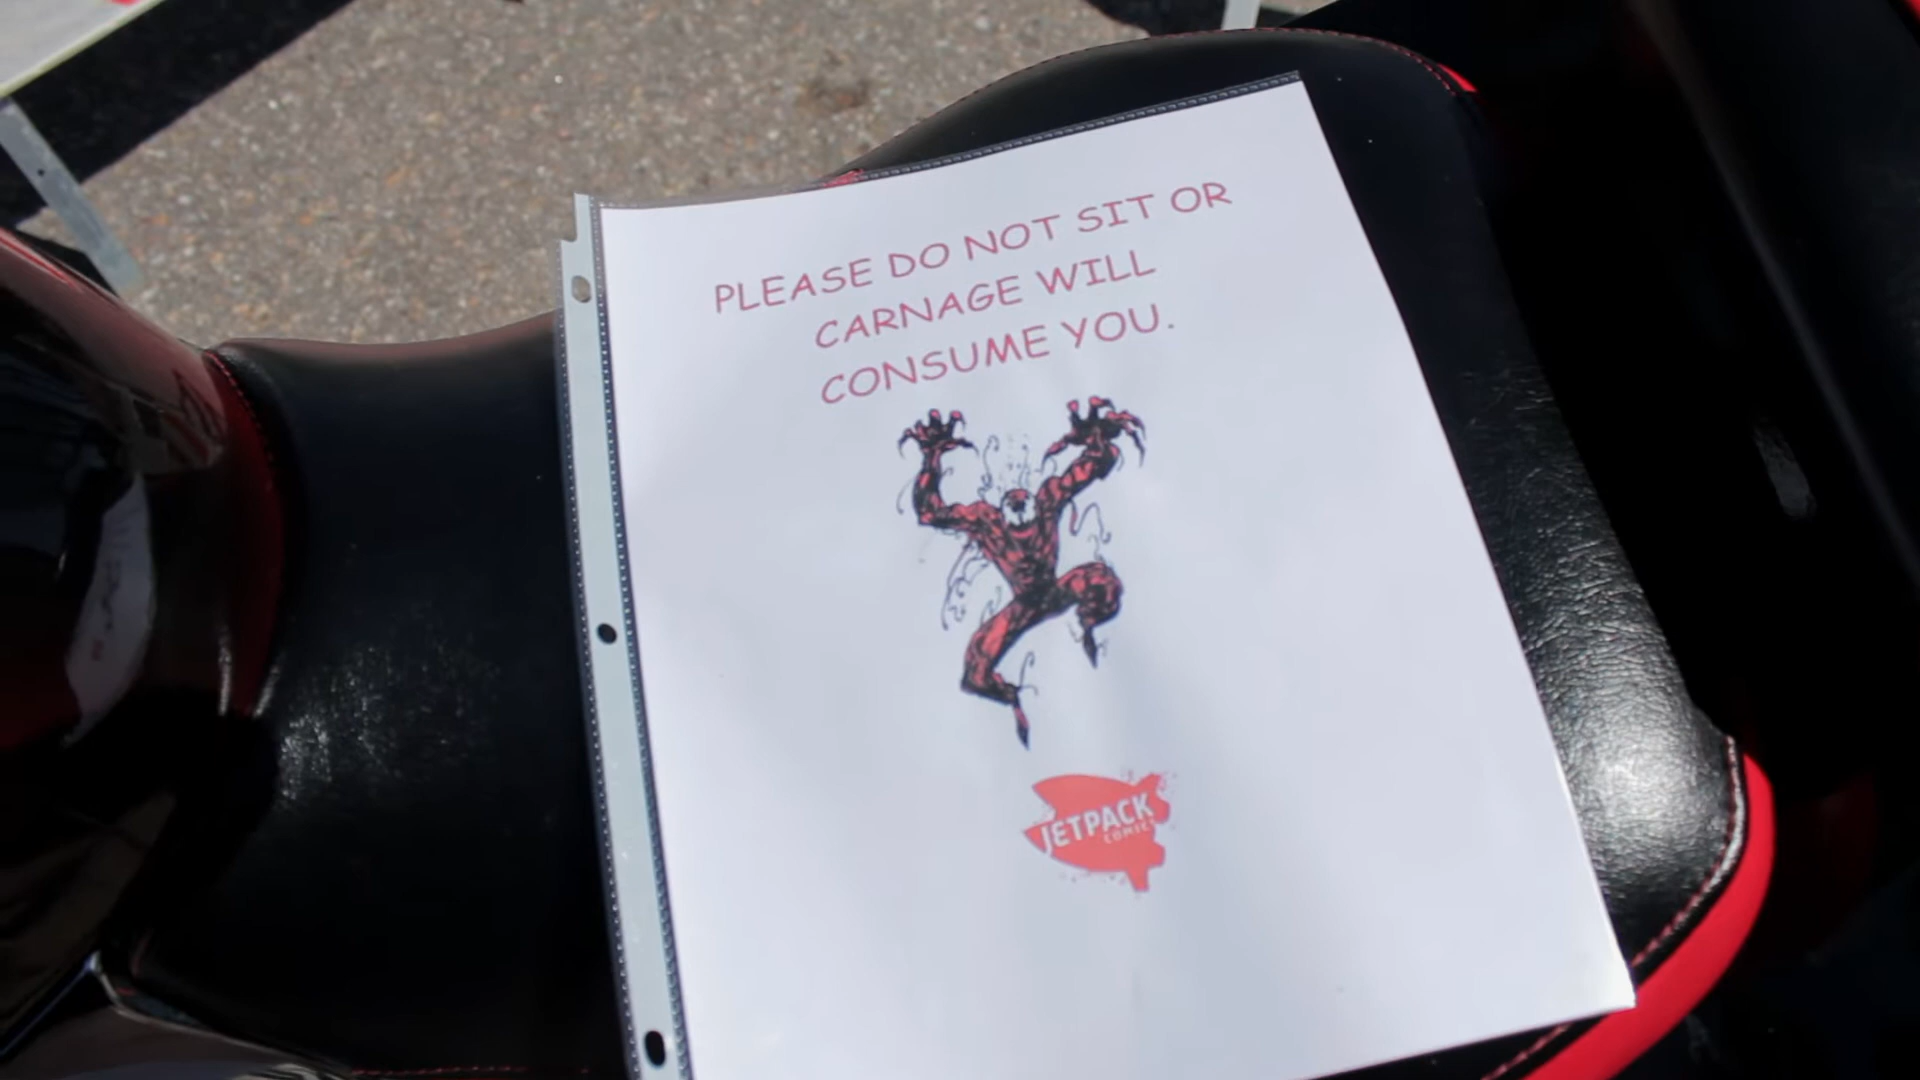 PLEASE DO NOT SIT OR
CARNAGE WILL
CONSUME YOU.
JETPACK
COMICS